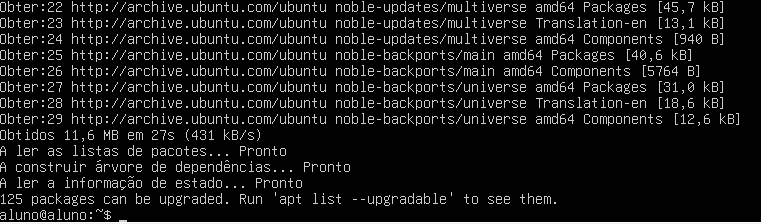 Obter:22 http://archive.ubuntu.com/ubuntu noble-updates/multiverse amd64 Packages [45,7 kB]
Obter:23 http://archive.ubuntu.com/ubuntu noble-updates/multiverse Translation-en [13,1 kB]
Obter:24 http://archive.ubuntu.com/ubuntu noble-updates/multiverse amd64 Components [940 B]
Obter:25 http://archive.ubuntu.com/ubuntu noble-backports/main amd64 Packages [40,6 kB]
Obter:26 http://archive.ubuntu.com/ubuntu noble-backports/main amd64 Components [5764 B]
Obter:27 http://archive.ubuntu.com/ubuntu noble-backports/universe amd64 Packages [31,0 kB]
Obter:28 http://archive.ubuntu.com/ubuntu noble-backports/universe Translation-en [18,6 kB]
Obter:29 http://archive.ubuntu.com/ubuntu noble-backports/universe amd64 Components [12,6 kB]
Obtidos 11,6 MB em 27s (431 kB/s)
A ler as listas de pacotes... Pronto
A construir árvore de dependências... Pronto
A ler a informação de estado... Pronto
125 packages can be upgraded. Run 'apt list --upgradable' to see them.
aluno@aluno:~$ _